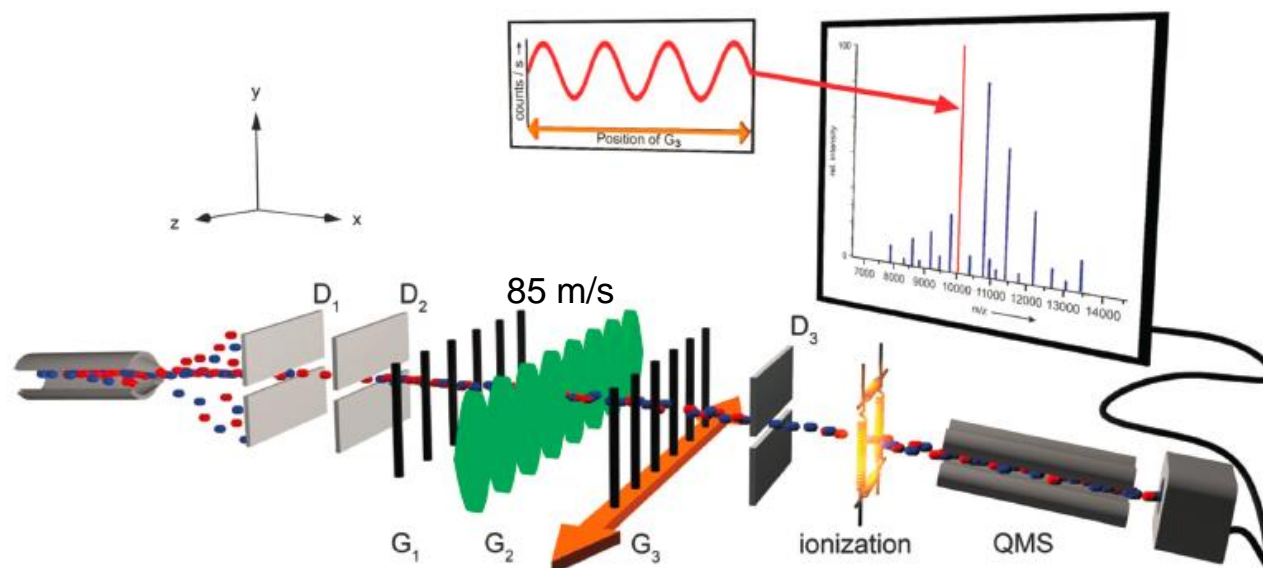 counts / s →
Position of G3
100
rel. intensity
0
7000 8000 9000 10000 11000 12000 13000 14000
m/z
y
z
x
D1
D2
85 m/s
D3
G1
G2
G3
ionization
QMS